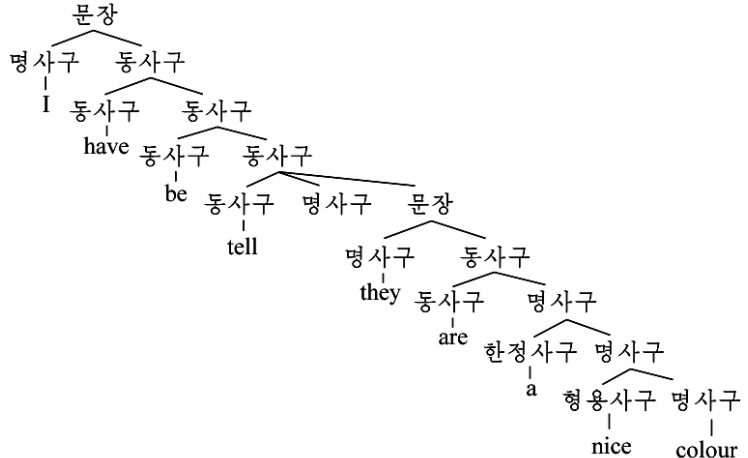 문장
명사구 동사구
I
동사구 동사구
have
동사구 동사구
be
동사구 명사구 문장
tell
명사구 동사구
they
동사구 명사구
are
한정사구 명사구
a
형용사구 명사구
nice colour